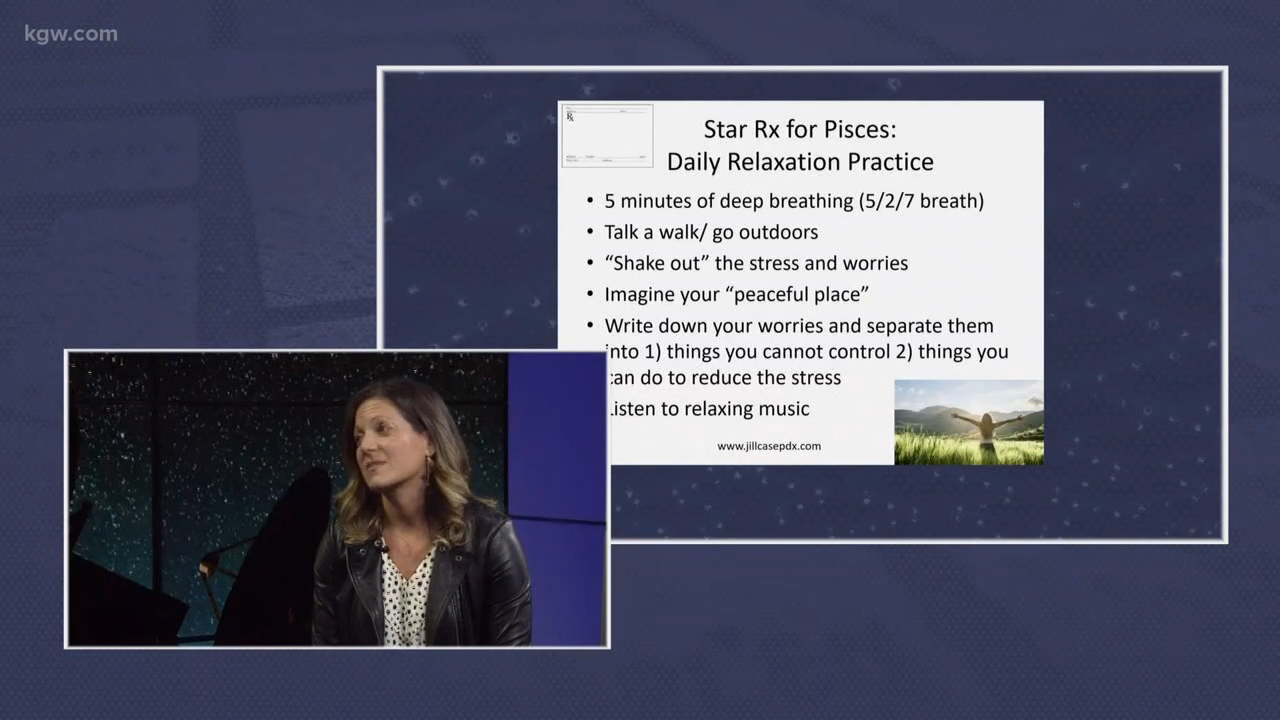 kgw.com
Rx
Star Rx for Pisces:
Daily Relaxation Practice
• 5 minutes of deep breathing (5/2/7 breath)
• Talk a walk/ go outdoors
• “Shake out” the stress and worries
• Imagine your “peaceful place”
• Write down your worries and separate them
into 1) things you cannot control 2) things you
can do to reduce the stress
Listen to relaxing music
www.jillcasepdx.com